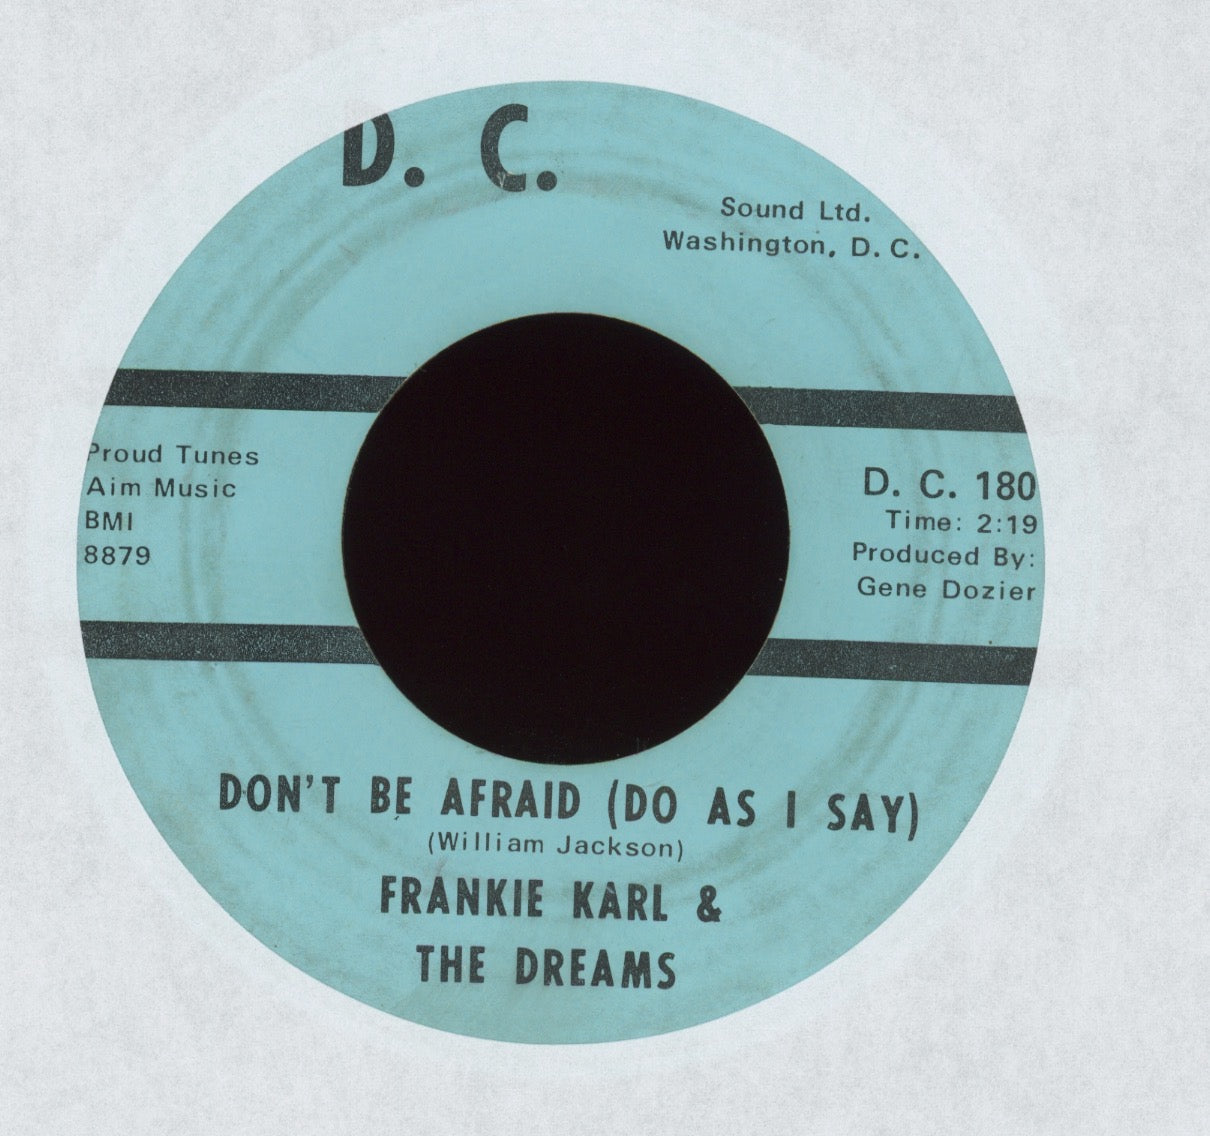 D. C.
Sound Ltd.
Washington, D. C.
Proud Tunes
Aim Music
BMI
8879
D. C. 180
Time: 2:19
Produced By:
Gene Dozier
DON'T BE AFRAID (DO AS I SAY)
(William Jackson)
FRANKIE KARL &
THE DREAMS